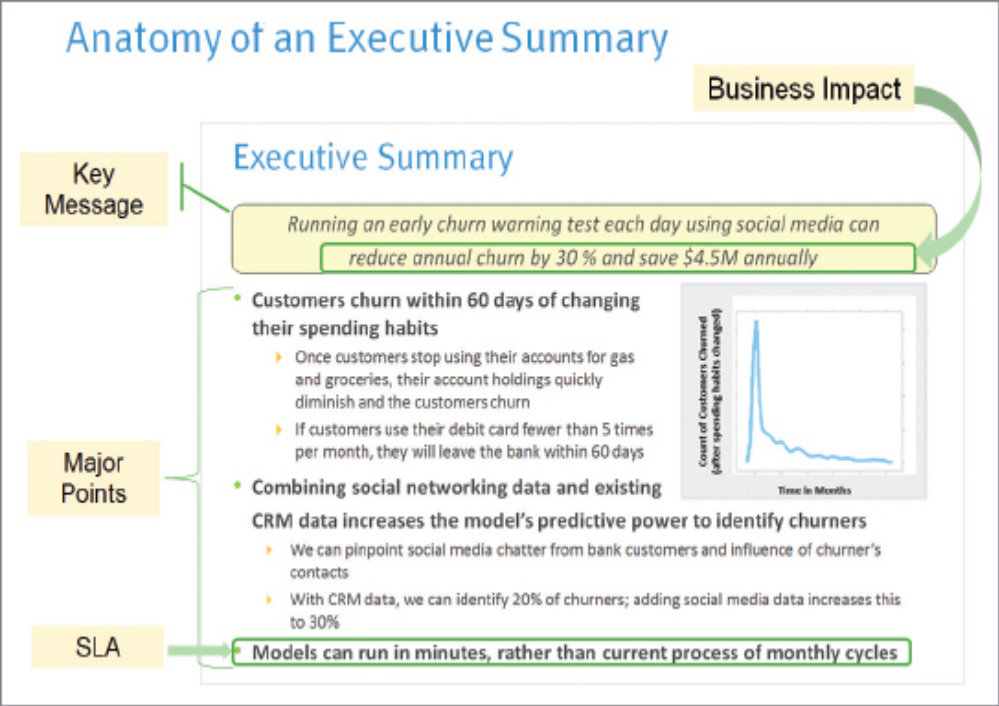 Anatomy of an Executive Summary
Business Impact
Key
Message
Executive Summary
Running an early churn warning test each day using social media can
reduce annual churn by 30 % and save $4.5M annually
Major
Points
• Customers churn within 60 days of changing
their spending habits
Once customers stop using their accounts for gas
and groceries, their account holdings quickly
diminish and the customers churn
If customers use their debit card fewer than 5 times
per month, they will leave the bank within 60 days
Count of Customers Churned
(after spending habits changed)
Time in Months
• Combining social networking data and existing
CRM data increases the model's predictive power to identify churners
We can pinpoint social media chatter from bank customers and influence of churner's
contacts
With CRM data, we can identify 20% of churners; adding social media data increases this
to 30%
SLA
• Models can run in minutes, rather than current process of monthly cycles